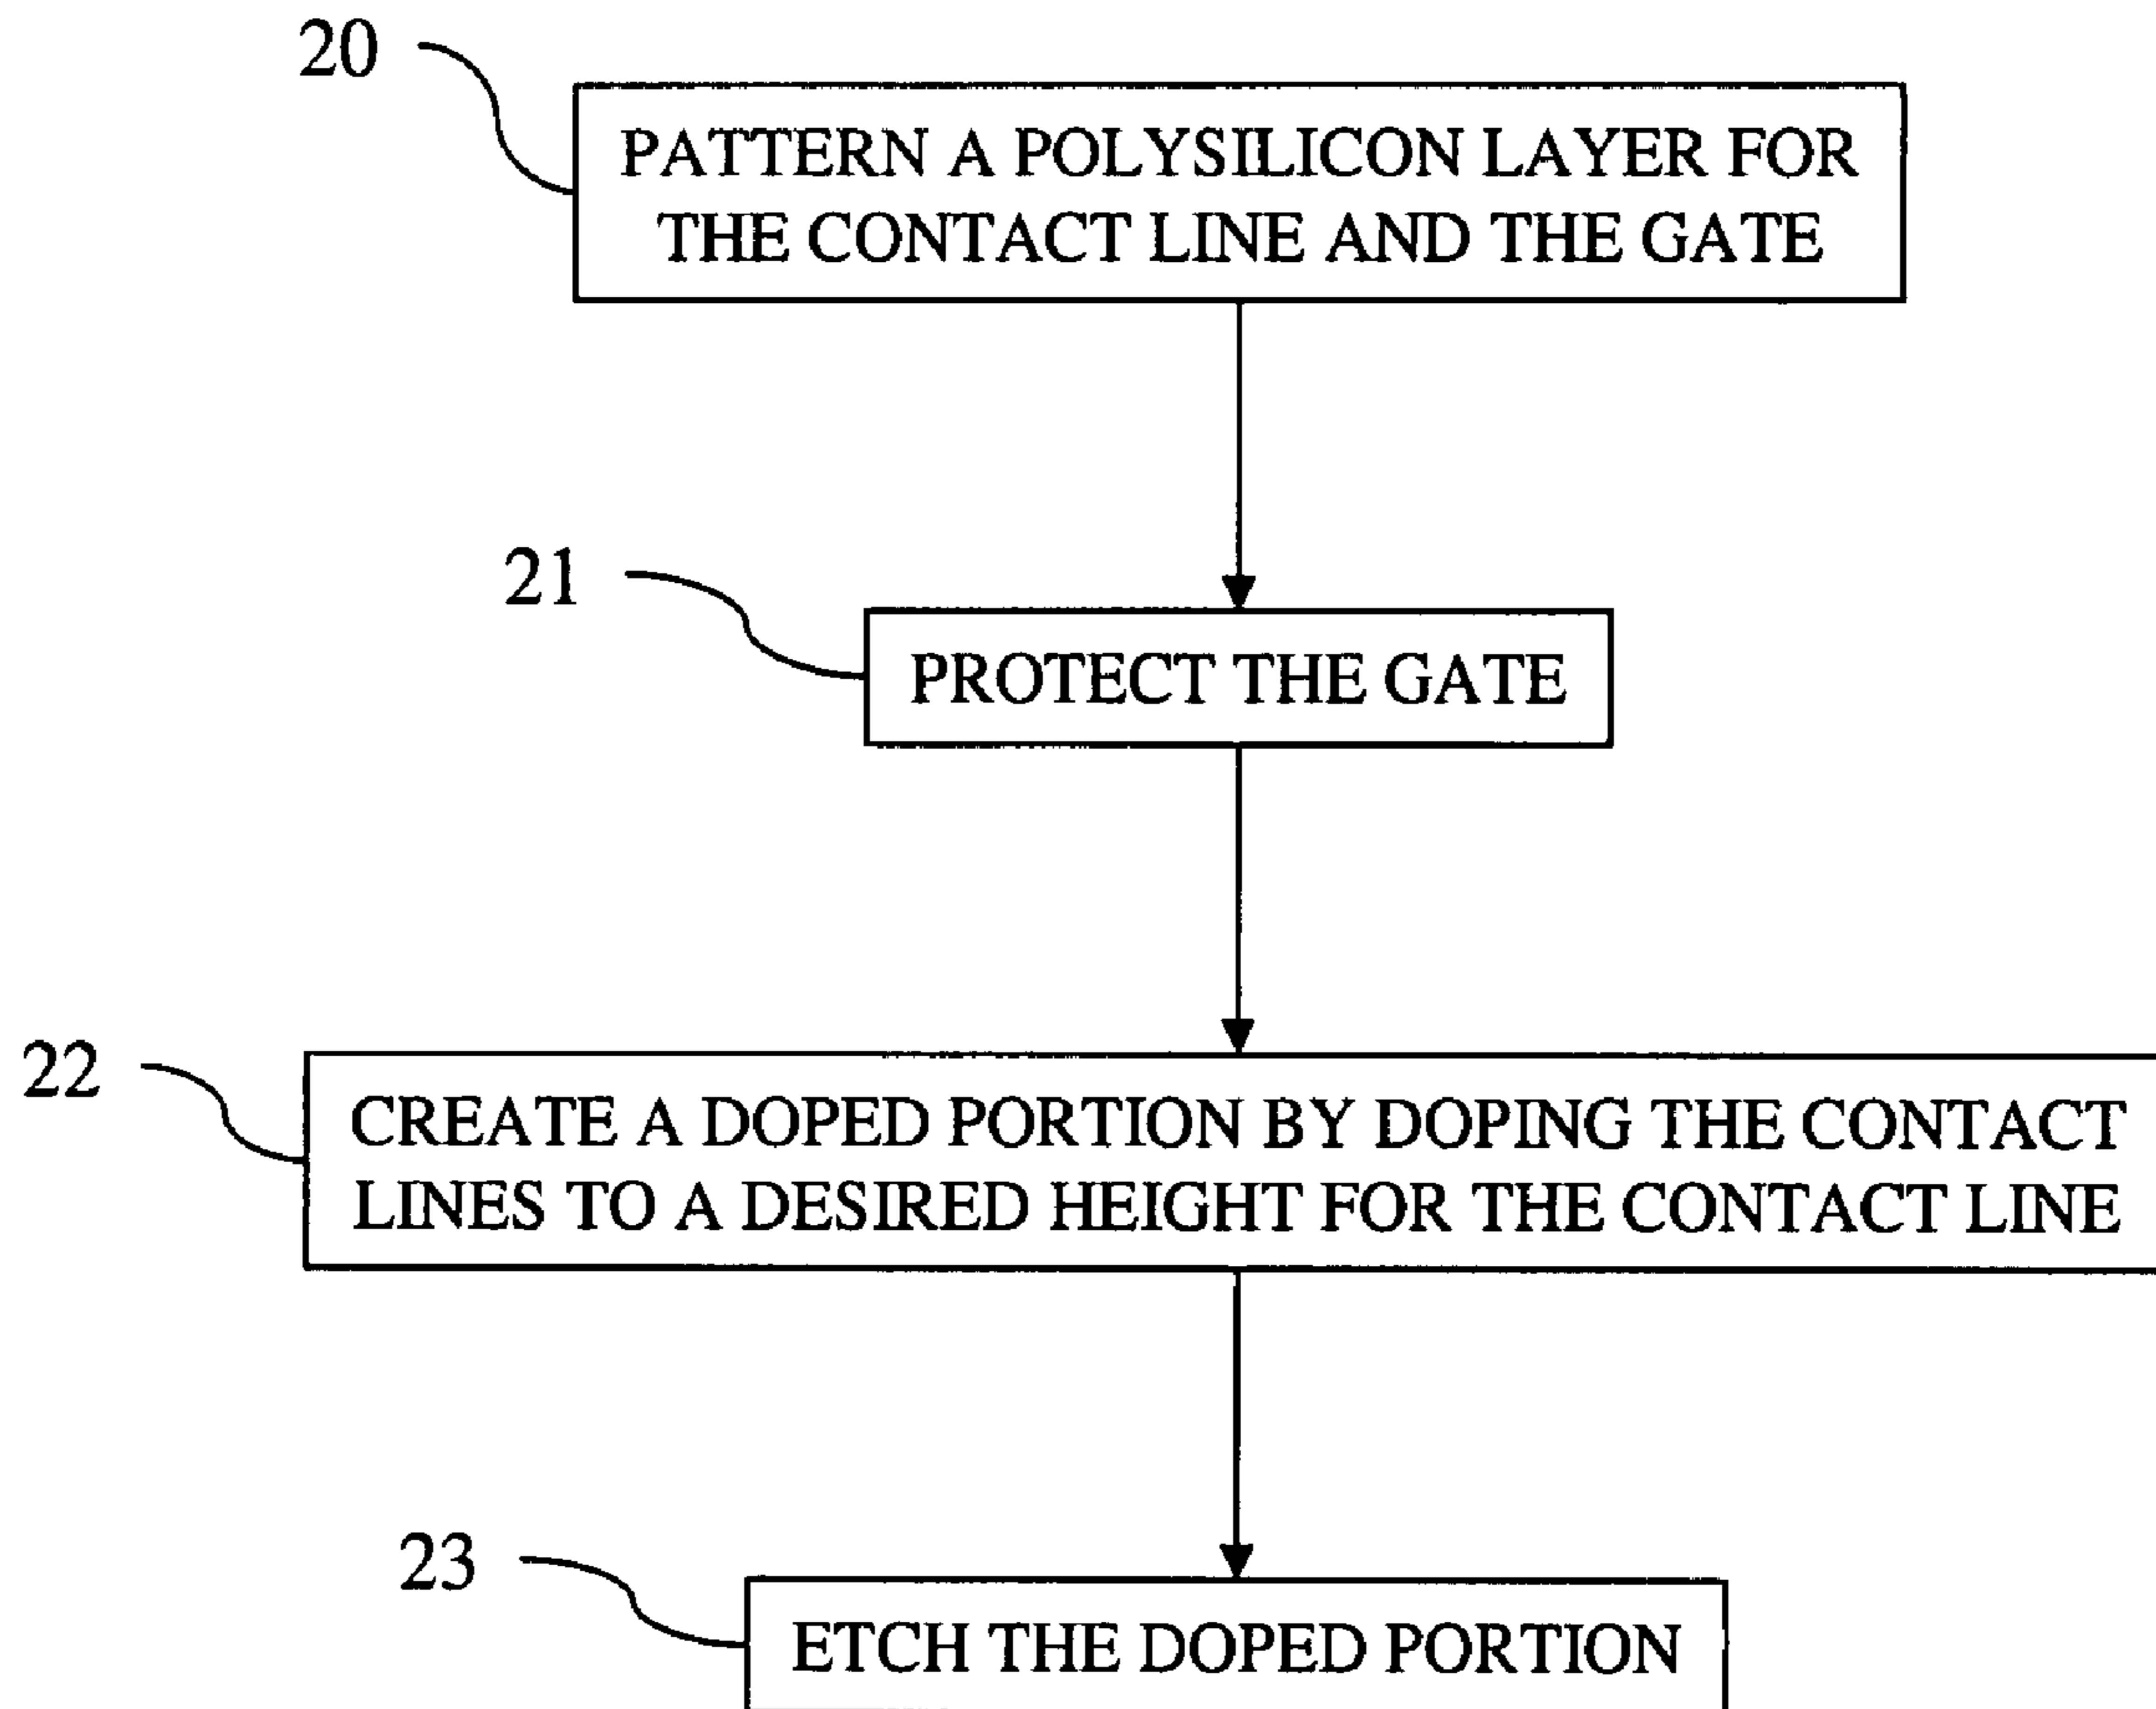 20
PATTERN A POLYSILICON LAYER FOR
THE CONTACT LINE AND THE GATE
21
PROTECT THE GATE
22
CREATE A DOPED PORTION BY DOPING THE CONTACT
LINES TO A DESIRED HEIGHT FOR THE CONTACT LINE
23
ETCH THE DOPED PORTION